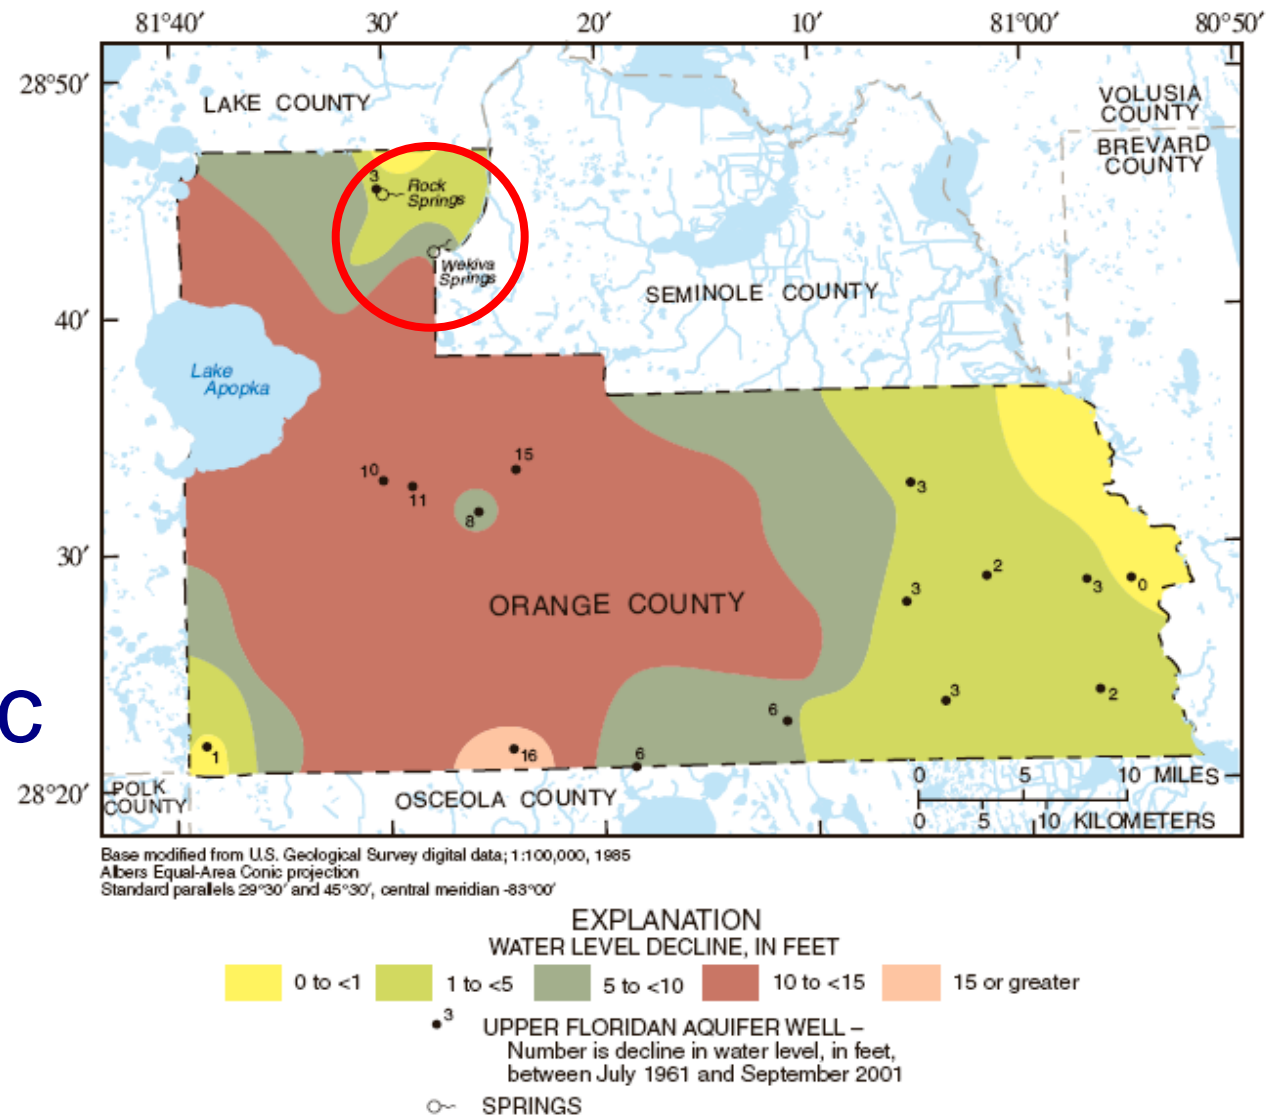 81°40′ 30′ 20′ 10′ 81°00′ 80°50′
28°50′
LAKE COUNTY
VOLUSIA
COUNTY
BREVARD
COUNTY
3
Rock
Springs
Wekiva
Springs
SEMINOLE COUNTY
40′
Lake
Apopka
15
10
11
8
3
30′
2
3
0
3
ORANGE COUNTY
c
3
2
6
1
16
6
0 5 10 MILES
28°20′
POLK
COUNTY
OSCEOLA COUNTY
0 5 10 KILOMETERS
Base modified from U.S. Geological Survey digital data; 1:100,000, 1985
Albers Equal-Area Conic projection
Standard parallels 29°30′ and 45°30′, central meridian -83°00′
EXPLANATION
WATER LEVEL DECLINE, IN FEET
0 to <1 1 to <5 5 to <10 10 to <15 15 or greater
3
UPPER FLORIDAN AQUIFER WELL –
Number is decline in water level, in feet,
between July 1961 and September 2001
SPRINGS